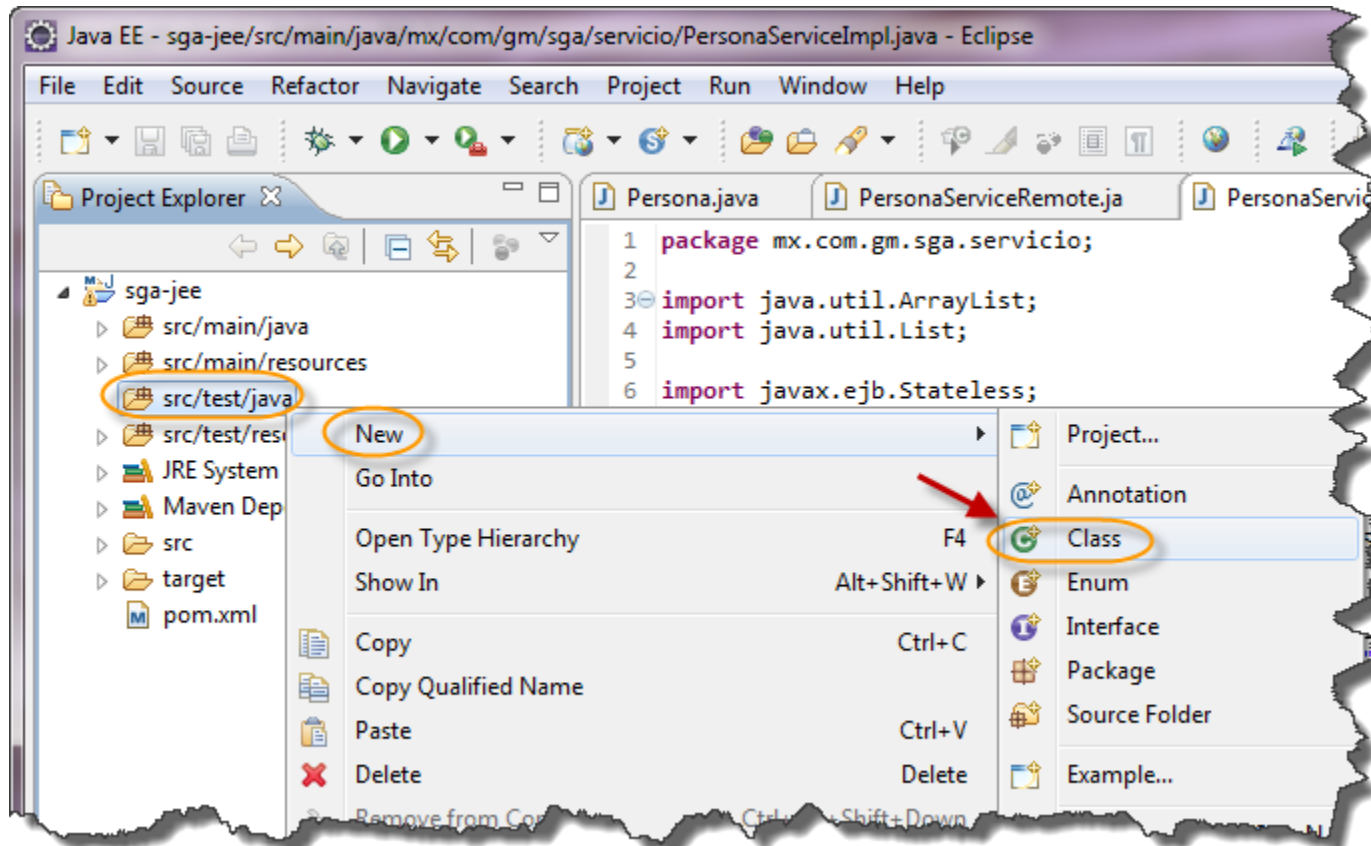 Java EE - sga-jee/src/main/java/mx/com/gm/sga/servicio/PersonaServiceImpl.java - Eclipse
File Edit Source Refactor Navigate Search Project Run Window Help
Project Explorer
Persona.java PersonaServiceRemote.ja PersonaServic
1 package mx.com.gm.sga.servicio;
2
3 import java.util.ArrayList;
4 import java.util.List;
5
6 import javax.ejb.Stateless;
sga-jee
src/main/java
src/main/resources
src/test/java
src/test/res
JRE System
Maven Dep
src
target
pom.xml
New
Go Into
Open Type Hierarchy F4
Show In Alt+Shift+W
Copy Ctrl+C
Copy Qualified Name
Paste Ctrl+V
Delete Delete
Remove from Con
Project...
Annotation
Class
Enum
Interface
Package
Source Folder
Example...